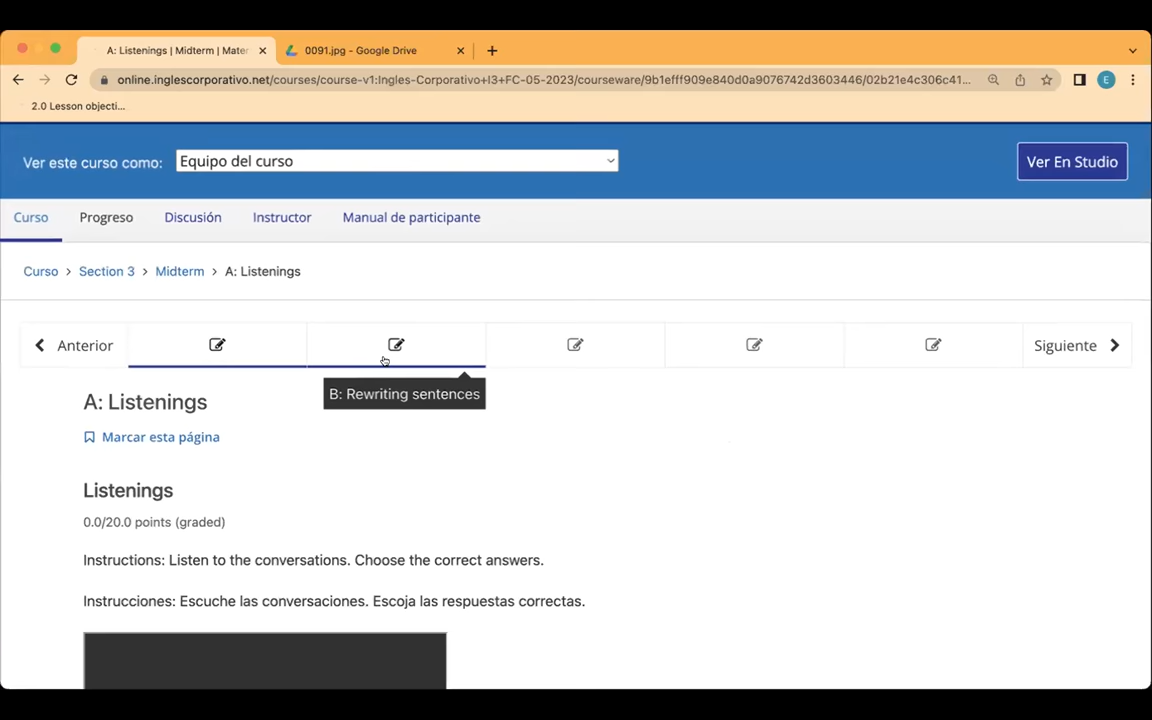 A: Listenings | Midterm | Mater
0091.jpg - Google Drive
online.inglescorporativo.net/courses/course-v1:Ingles-Corporativo+I3+FC-05-2023/courseware/9b1efff909e840d0a9076742d3603446/02b21e4c306c41...
E
2.0 Lesson objecti...
Ver este curso como:
Equipo del curso
Ver En Studio
Curso
Progreso
Discusión
Instructor
Manual de participante
Curso > Section 3 > Midterm > A: Listenings
Anterior
Siguiente
B: Rewriting sentences
A: Listenings
Marcar esta página
Listenings
0.0/20.0 points (graded)
Instructions: Listen to the conversations. Choose the correct answers.
Instrucciones: Escuche las conversaciones. Escoja las respuestas correctas.